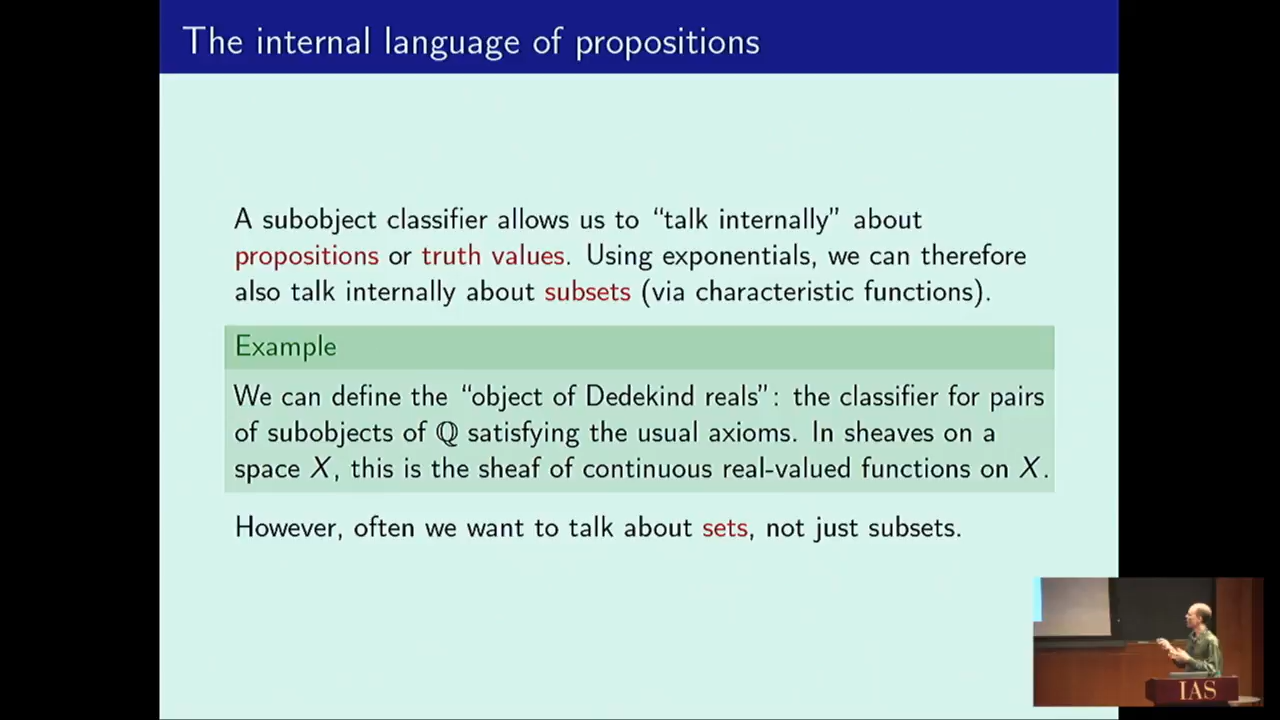 The internal language of propositions
A subobject classifier allows us to “talk internally” about
propositions or truth values. Using exponentials, we can therefore
also talk internally about subsets (via characteristic functions).
Example
We can define the “object of Dedekind reals”: the classifier for pairs
of subobjects of ℚ satisfying the usual axioms. In sheaves on a
space X, this is the sheaf of continuous real-valued functions on X.
However, often we want to talk about sets, not just subsets.
IAS